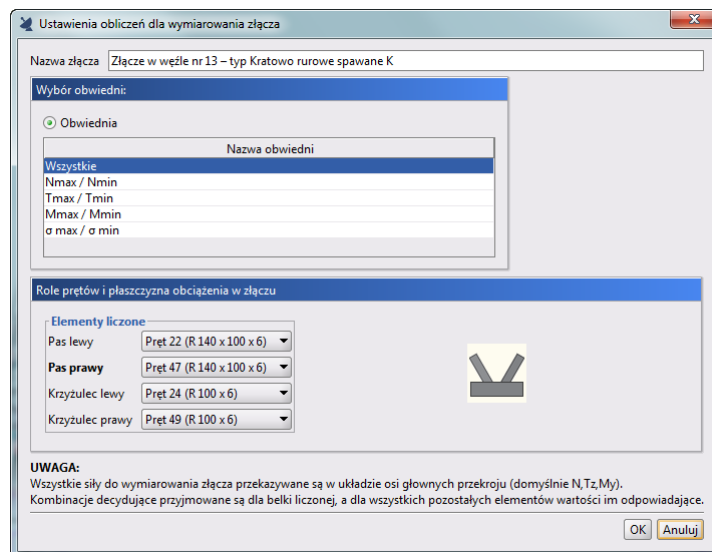 Ustawienia obliczeń dla wymiarowania złącza
Nazwa złącza Złącze w węźle nr 13 – typ Kratowo rurowe spawane K
Wybór obwiedni:
Obwiednia
Nazwa obwiedni
Wszystkie
Nmax / Nmin
Tmax / Tmin
Mmax / Mmin
σ max / σ min
Role prętów i płaszczyzna obciążenia w złączu
Elementy liczone
Pas lewy Pręt 22 (R 140 x 100 x 6)
Pas prawy Pręt 47 (R 140 x 100 x 6)
Krzyżulec lewy Pręt 24 (R 100 x 6)
Krzyżulec prawy Pręt 49 (R 100 x 6)
UWAGA:
Wszystkie siły do wymiarowania złącza przekazywane są w układzie osi głownych przekroju (domyślnie N,Tz,My).
Kombinacje decydujące przyjmowane są dla belki liczonej, a dla wszystkich pozostałych elementów wartości im odpowiadające.
OK Anuluj